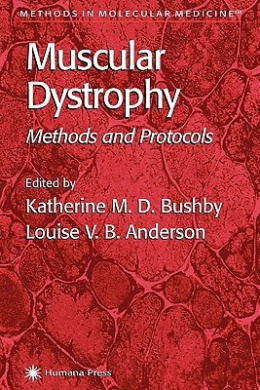 METHODS IN MOLECULAR MEDICINE™
Muscular
Dystrophy
Methods and Protocols
Edited by
Katherine M. D. Bushby
Louise V. B. Anderson
Humana Press